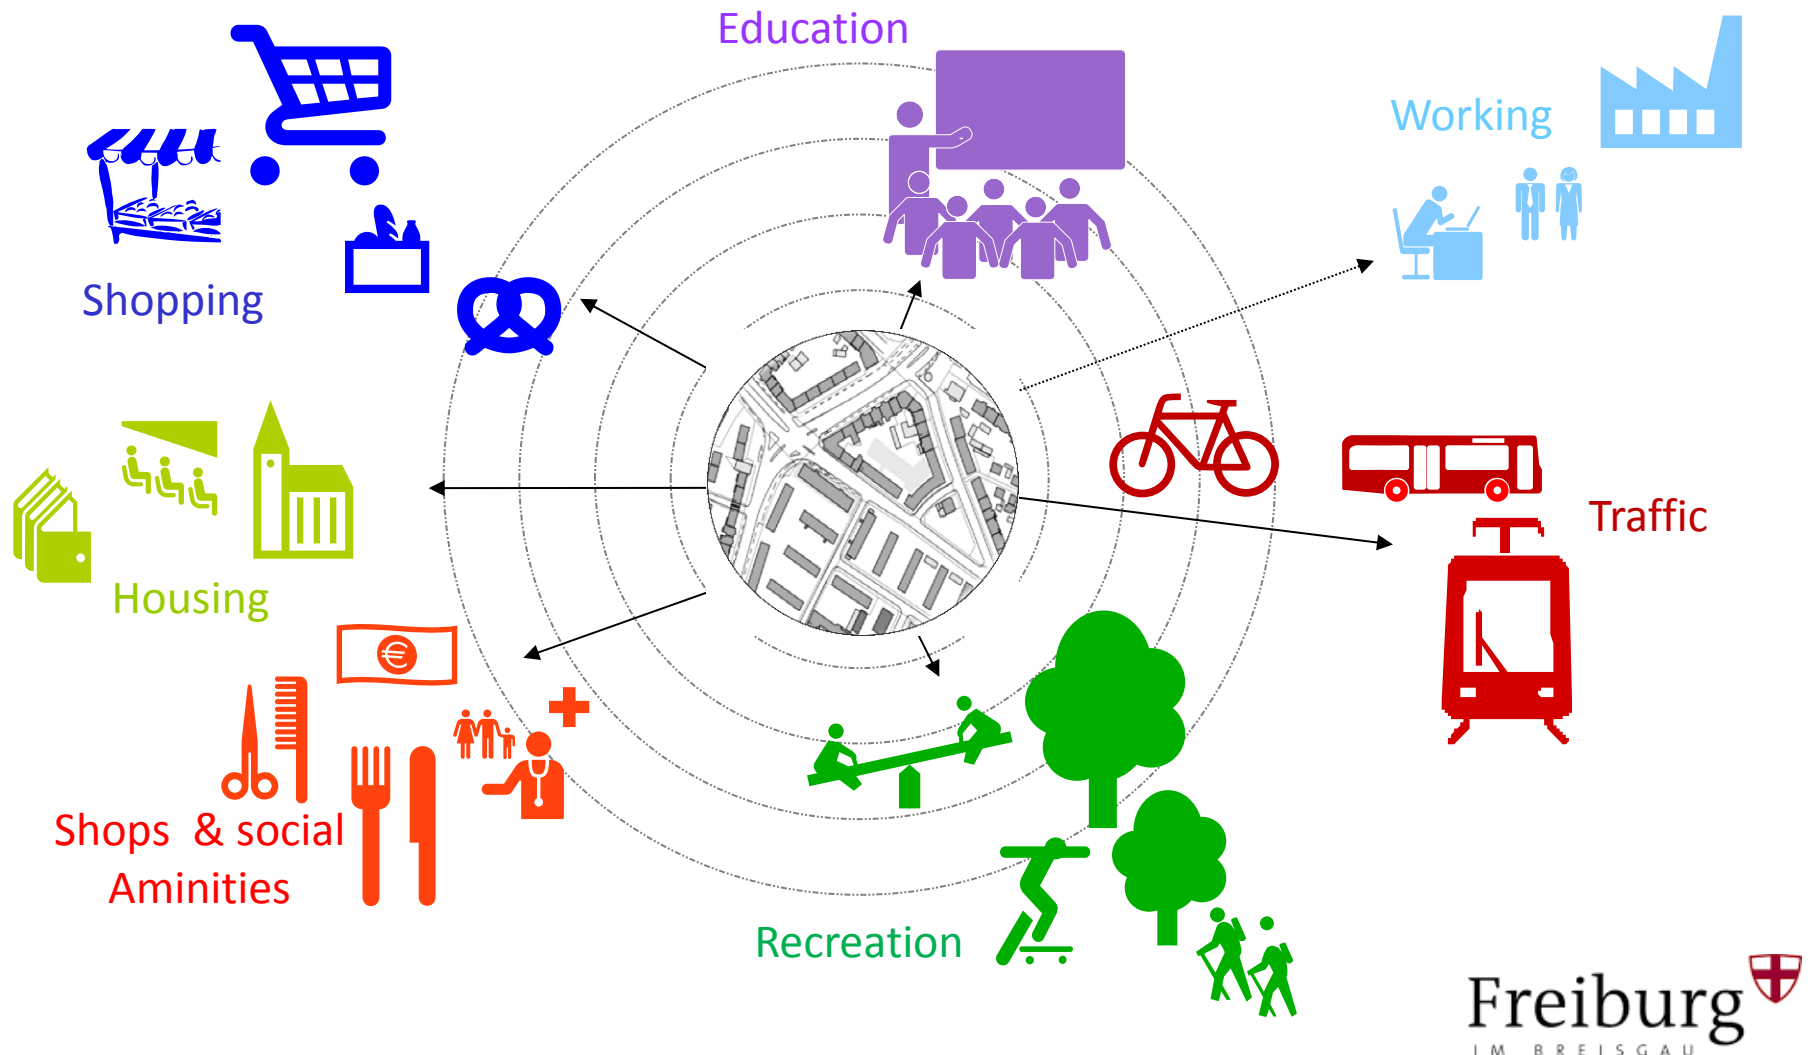 Education
Working
Shopping
Traffic
Housing
€
Shops & social
Aminities
Recreation
Freiburg
IM BREISGAU